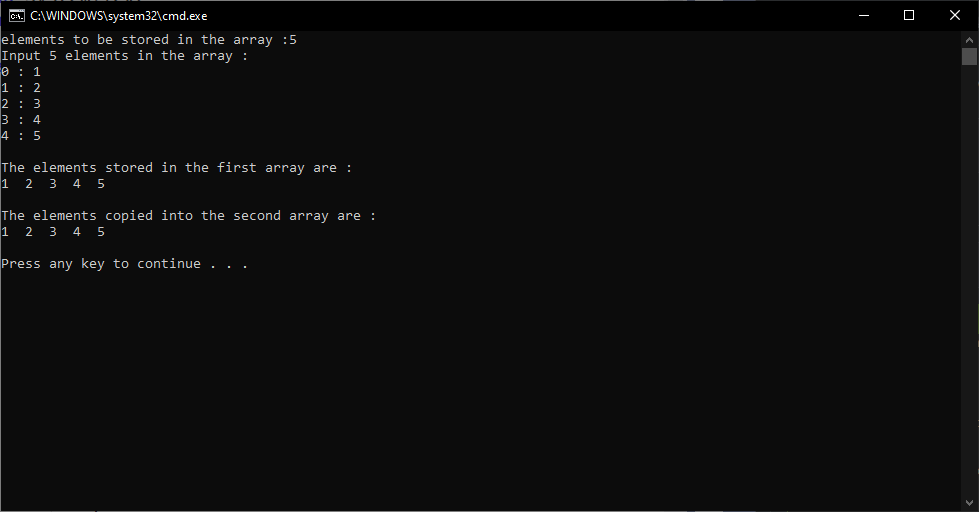 C:\WINDOWS\system32\cmd.exe
elements to be stored in the array :5
Input 5 elements in the array :
0 : 1
1 : 2
2 : 3
3 : 4
4 : 5
The elements stored in the first array are :
1  2  3  4  5
The elements copied into the second array are :
1  2  3  4  5
Press any key to continue . . .